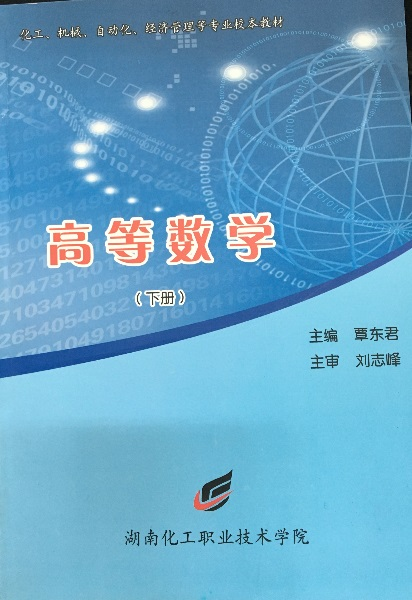 化工、机械、自动化、经济管理等专业校本教材
高等数学
（下册）
主编 覃东君
主审 刘志峰
湖南化工职业技术学院